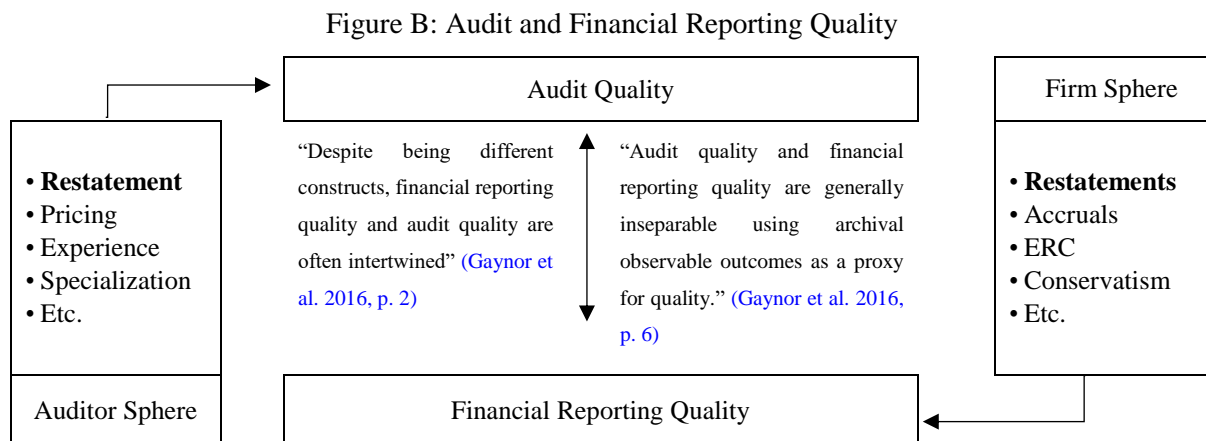 Figure B: Audit and Financial Reporting Quality
Audit Quality
Firm Sphere
• Restatement
• Pricing
• Experience
• Specialization
• Etc.
Auditor Sphere
“Despite being different
constructs, financial reporting
quality and audit quality are
often intertwined” (Gaynor et
al. 2016, p. 2)
“Audit quality and financial
reporting quality are generally
inseparable using archival
observable outcomes as a proxy
for quality.” (Gaynor et al. 2016,
p. 6)
• Restatements
• Accruals
• ERC
• Conservatism
• Etc.
Financial Reporting Quality